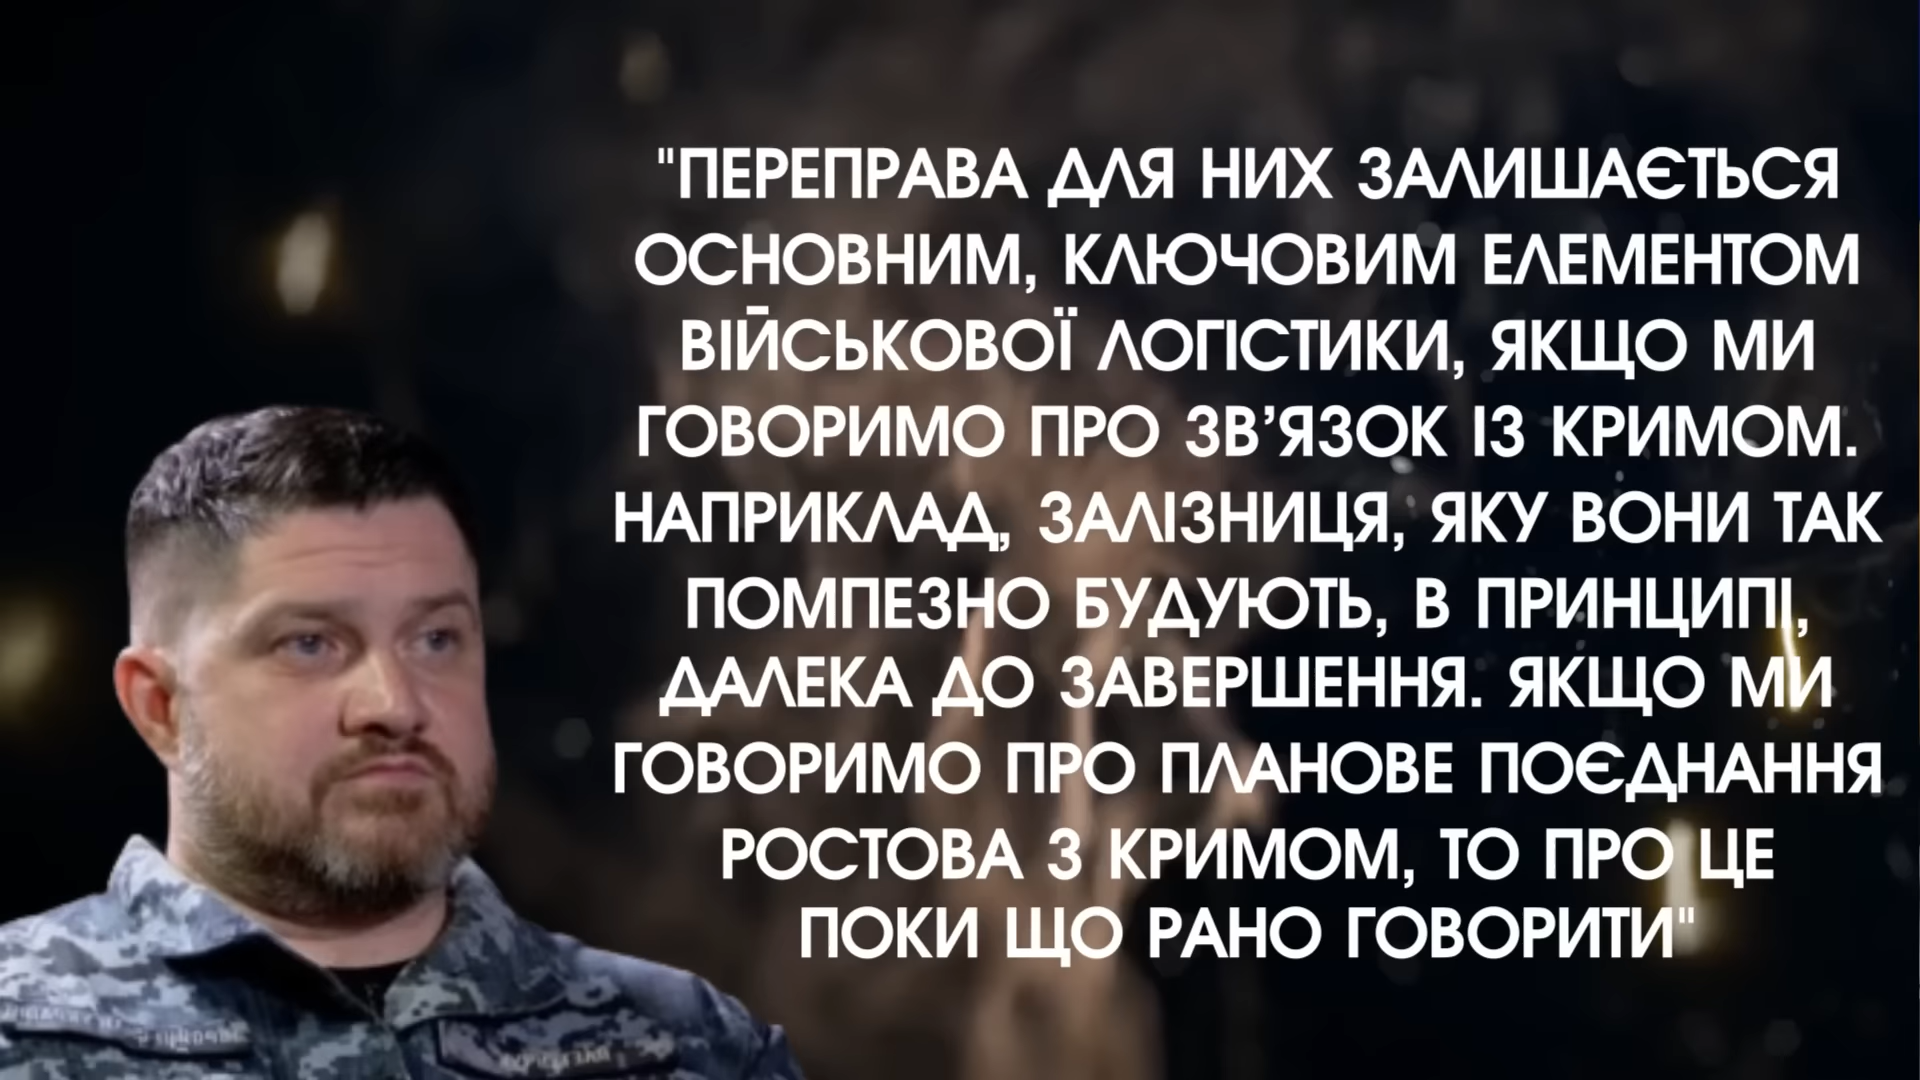 "ПЕРЕПРАВА ДЛЯ НИХ ЗАЛИШАЄТЬСЯ
ОСНОВНИМ, КЛЮЧОВИМ ЕЛЕМЕНТОМ
ВІЙСЬКОВОЇ ЛОГІСТИКИ, ЯКЩО МИ
ГОВОРИМО ПРО ЗВ’ЯЗОК ІЗ КРИМОМ.
НАПРИКЛАД, ЗАЛІЗНИЦЯ, ЯКУ ВОНИ ТАК
ПОМПЕЗНО БУДУЮТЬ, В ПРИНЦИПІ,
ДАЛЕКА ДО ЗАВЕРШЕННЯ. ЯКЩО МИ
ГОВОРИМО ПРО ПЛАНОВЕ ПОЄДНАННЯ
РОСТОВА З КРИМОМ, ТО ПРО ЦЕ
ПОКИ ЩО РАНО ГОВОРИТИ"